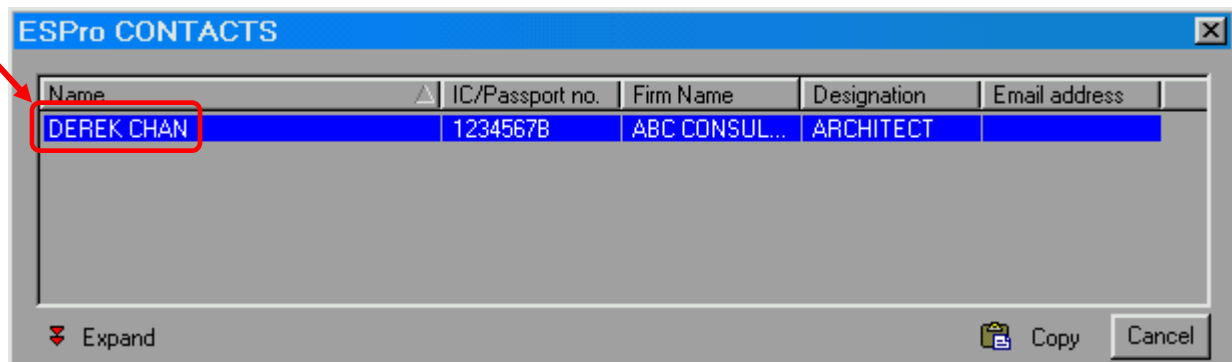 ESPro CONTACTS
Name IC/Passport no. Firm Name Designation Email address
DEREK CHAN 1234567B ABC CONSUL... ARCHITECT
Expand Copy Cancel